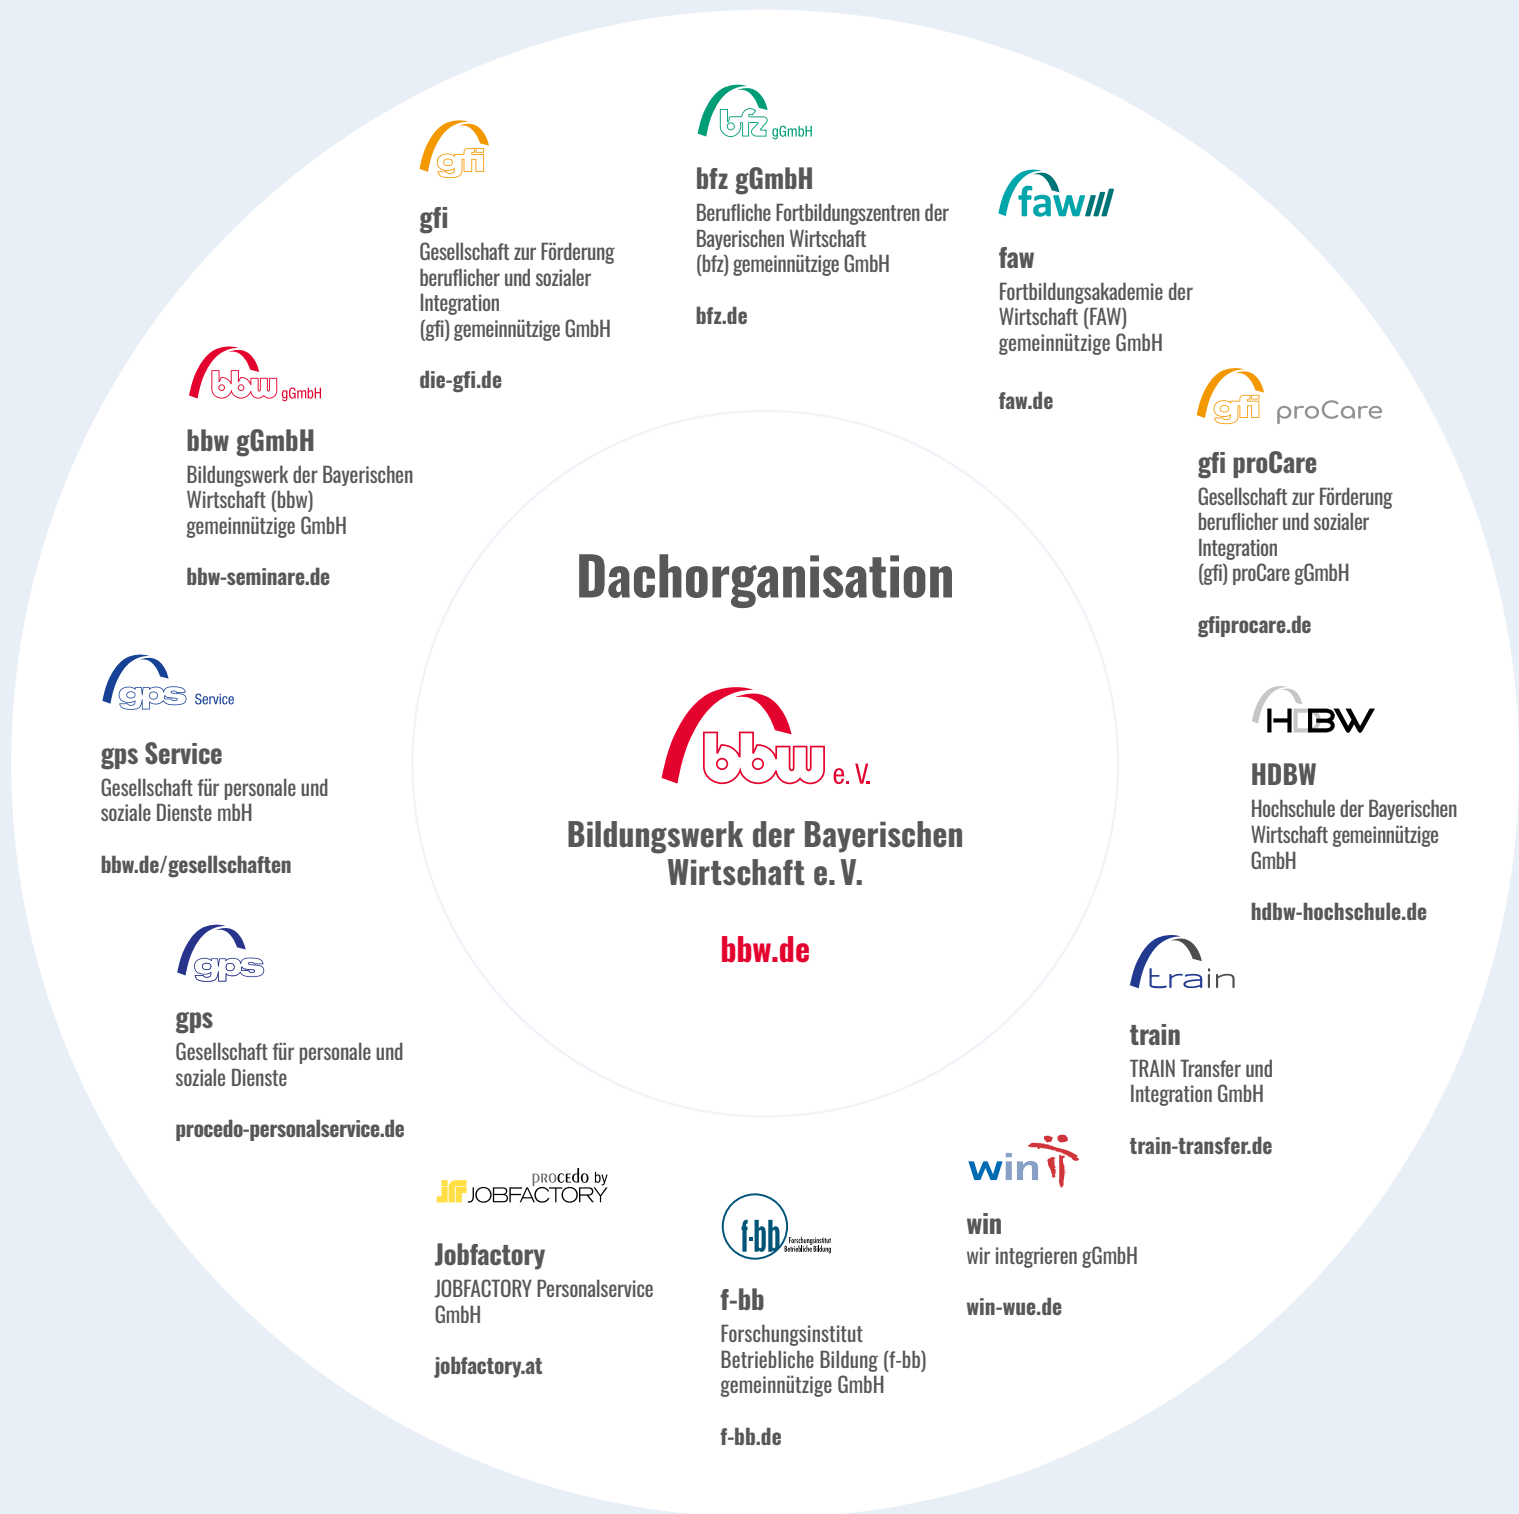 bfz gGmbH
bfz gGmbH
Berufliche Fortbildungszentren der
Bayerischen Wirtschaft
(bfz) gemeinnützige GmbH
bfz.de
faw
faw
Fortbildungsakademie der
Wirtschaft (FAW)
gemeinnützige GmbH
faw.de
gfi proCare
gfi proCare
Gesellschaft zur Förderung
beruflicher und sozialer
Integration
(gfi) proCare gGmbH
gfiprocare.de
HDBW
HDBW
Hochschule der Bayerischen
Wirtschaft gemeinnützige
GmbH
hdbw-hochschule.de
train
train
TRAIN Transfer und
Integration GmbH
train-transfer.de
win
win
wir integrieren gGmbH
win-wue.de
f-bb
Forschungsinstitut
Betriebliche Bildung
f-bb
Forschungsinstitut
Betriebliche Bildung (f-bb)
gemeinnützige GmbH
f-bb.de
procedo by
JOBFACTORY
Jobfactory
JOBFACTORY Personalservice
GmbH
jobfactory.at
gps
gps
Gesellschaft für personale und
soziale Dienste
procedo-personalservice.de
gps Service
gps Service
Gesellschaft für personale und
soziale Dienste mbH
bbw.de/gesellschaften
bbw gGmbH
bbw gGmbH
Bildungswerk der Bayerischen
Wirtschaft (bbw)
gemeinnützige GmbH
bbw-seminare.de
gfi
gfi
Gesellschaft zur Förderung
beruflicher und sozialer
Integration
(gfi) gemeinnützige GmbH
die-gfi.de
Dachorganisation
bbw e. V.
Bildungswerk der Bayerischen
Wirtschaft e. V.
bbw.de